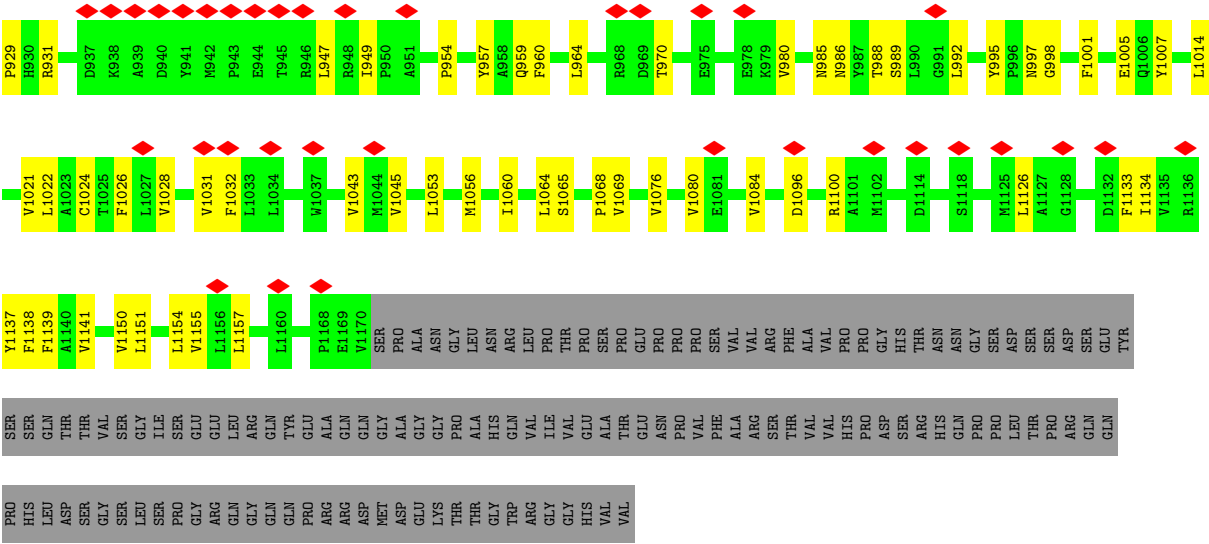 P929 H930 R931 D937 K938 A939 D940 Y941 M942 P943 E944 T945 R946 L947 R948 I949 P950 A951 P954 Y957 A958 Q959 F960 L964 R968 D969 T970 E975 E978 K979 V980 N985 N986 Y987 T988 S989 L990 G991 L992 Y995 P996 N997 G998 F1001 E1005 Q1006 Y1007 L1014
V1021 L1022 A1023 C1024 T1025 F1026 L1027 V1028 V1031 F1032 L1033 L1034 W1037 V1043 M1044 V1045 L1053 M1056 I1060 L1064 S1065 P1068 V1069 V1076 V1080 E1081 V1084 D1096 R1100 A1101 M1102 D1114 S1118 M1125 L1126 A1127 G1128 D1132 F1133 I1134 V1135 R1136
Y1137 F1138 F1139 A1140 V1141 V1150 L1151 L1154 V1155 L1156 L1157 L1160 P1168 E1169 V1170 SER PRO ALA ASN GLY LEU ASN ARG LEU PRO THR PRO SER PRO GLU PRO PRO PRO SER VAL VAL ARG PHE ALA VAL PRO PRO GLY HIS THR ASN ASN GLY SER ASP SER SER ASP SER GLU TYR
SER SER GLN THR THR VAL SER GLY ILE SER GLU GLU LEU ARG GLN TYR GLU ALA GLN GLN GLY ALA GLY GLY PRO ALA HIS GLN VAL ILE VAL GLU ALA THR GLU ASN PRO VAL PHE ALA ARG SER THR VAL VAL HIS PRO ASP SER ARG HIS GLN PRO PRO LEU THR PRO ARG GLN GLN
PRO HIS LEU ASP SER GLY SER LEU SER PRO GLY ARG GLN GLY GLN GLN PRO ARG ARG ASP MET ASP GLU LYS THR THR GLY TRP ARG GLY GLY HIS VAL VAL